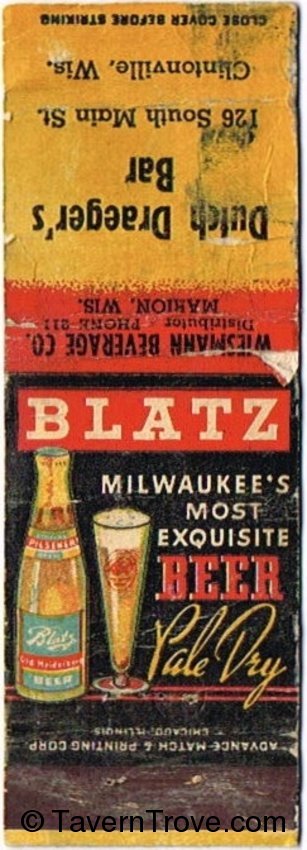 CLOSE COVER BEFORE STRIKING
Clintonville, Wis.
126 South Main St.
Bar
Dutch Draeger's
MARION, WIS.
Distributor PHONE 211
WIESMANN BEVERAGE CO.
BLATZ
MILWAUKEE'S
MOST
EXQUISITE
BEER
Pale Dry
PILSENER
Blatz
Old Heidelberg
BEER
ADVANCE MATCH & PRINTING CORP.
CHICAGO, ILLINOIS
© TavernTrove.com